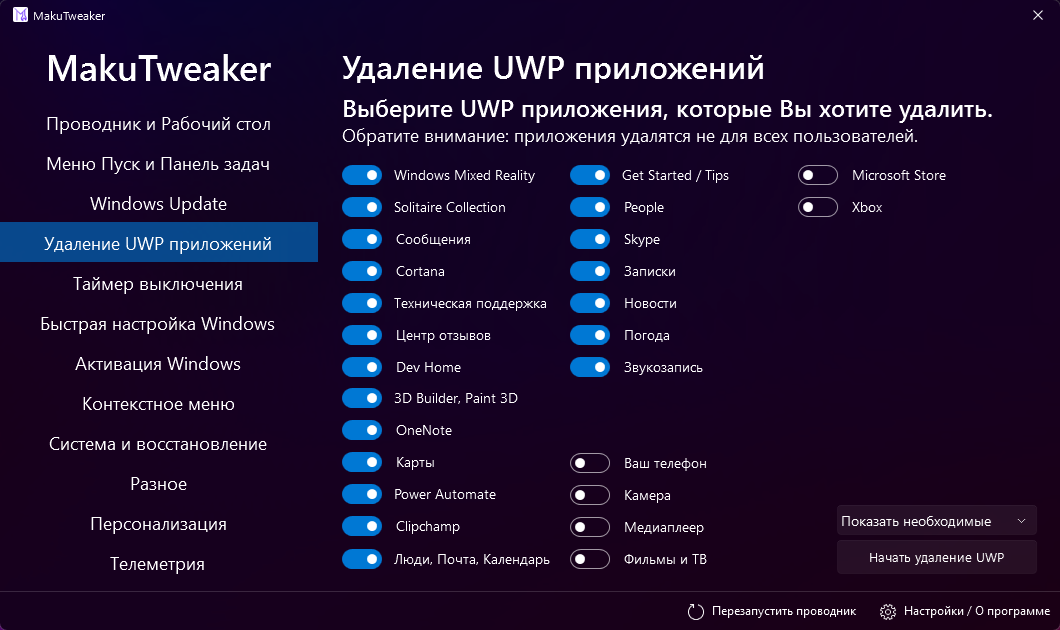 MakuTweaker
MakuTweaker
Проводник и Рабочий стол
Меню Пуск и Панель задач
Windows Update
Удаление UWP приложений
Таймер выключения
Быстрая настройка Windows
Активация Windows
Контекстное меню
Система и восстановление
Разное
Персонализация
Телеметрия
Удаление UWP приложений
Выберите UWP приложения, которые Вы хотите удалить.
Обратите внимание: приложения удалятся не для всех пользователей.
Windows Mixed Reality
Solitaire Collection
Сообщения
Cortana
Техническая поддержка
Центр отзывов
Dev Home
3D Builder, Paint 3D
OneNote
Карты
Power Automate
Clipchamp
Люди, Почта, Календарь
Get Started / Tips
People
Skype
Записки
Новости
Погода
Звукозапись
Ваш телефон
Камера
Медиаплеер
Фильмы и ТВ
Microsoft Store
Xbox
Показать необходимые
Начать удаление UWP
Перезапустить проводник
Настройки / О программе